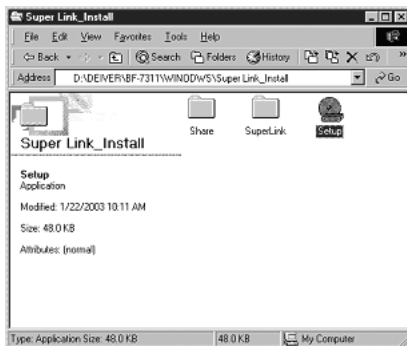 Super Link_Install
File Edit View Favorites Tools Help
Back Search Folders History »
Address D:\DEIVER\BF-7311\WINODWS\Super Link_Install Go
Share SuperLink Setup
Super Link_Install
Setup
Application
Modified: 1/22/2003 10:11 AM
Size: 48.0 KB
Attributes: (normal)
Type: Application Size: 48.0 KB 48.0 KB My Computer